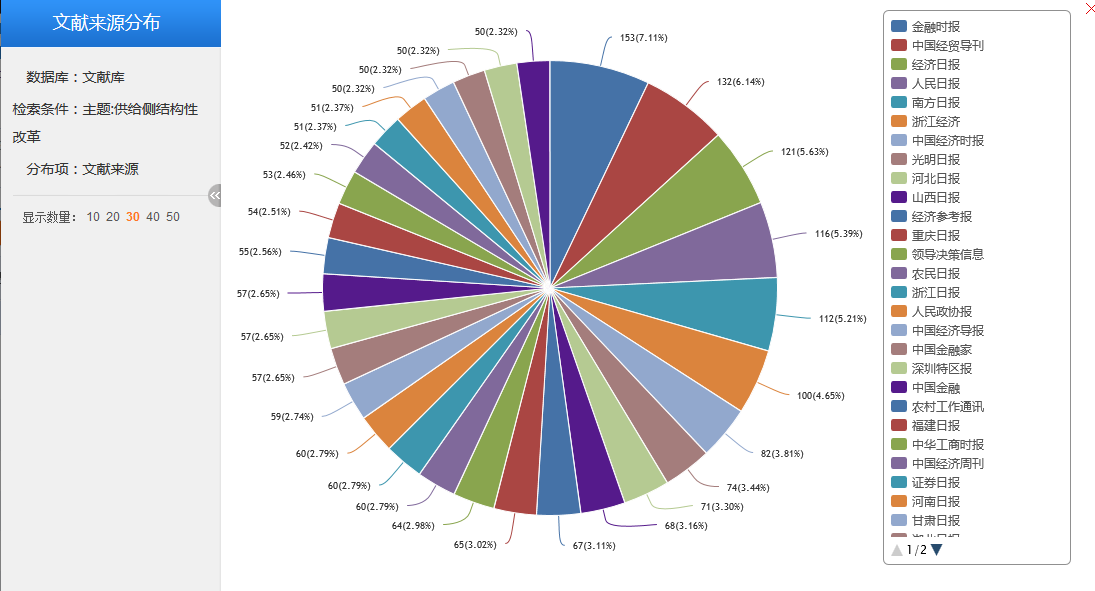 文献来源分布
数据库：文献库
检索条件：主题:供给侧结构性
改革
分布项：文献来源
显示数量： 10 20 30 40 50
153(7.11%)
132(6.14%)
121(5.63%)
116(5.39%)
112(5.21%)
100(4.65%)
82(3.81%)
74(3.44%)
71(3.30%)
68(3.16%)
67(3.11%)
65(3.02%)
64(2.98%)
60(2.79%)
60(2.79%)
60(2.79%)
59(2.74%)
57(2.65%)
57(2.65%)
57(2.65%)
55(2.56%)
54(2.51%)
53(2.46%)
52(2.42%)
51(2.37%)
51(2.37%)
50(2.32%)
50(2.32%)
50(2.32%)
50(2.32%)
金融时报
中国经贸导刊
经济日报
人民日报
南方日报
浙江经济
中国经济时报
光明日报
河北日报
山西日报
经济参考报
重庆日报
领导决策信息
农民日报
浙江日报
人民政协报
中国经济导报
中国金融家
深圳特区报
中国金融
农村工作通讯
福建日报
中华工商时报
中国经济周刊
证券日报
河南日报
甘肃日报
1/2